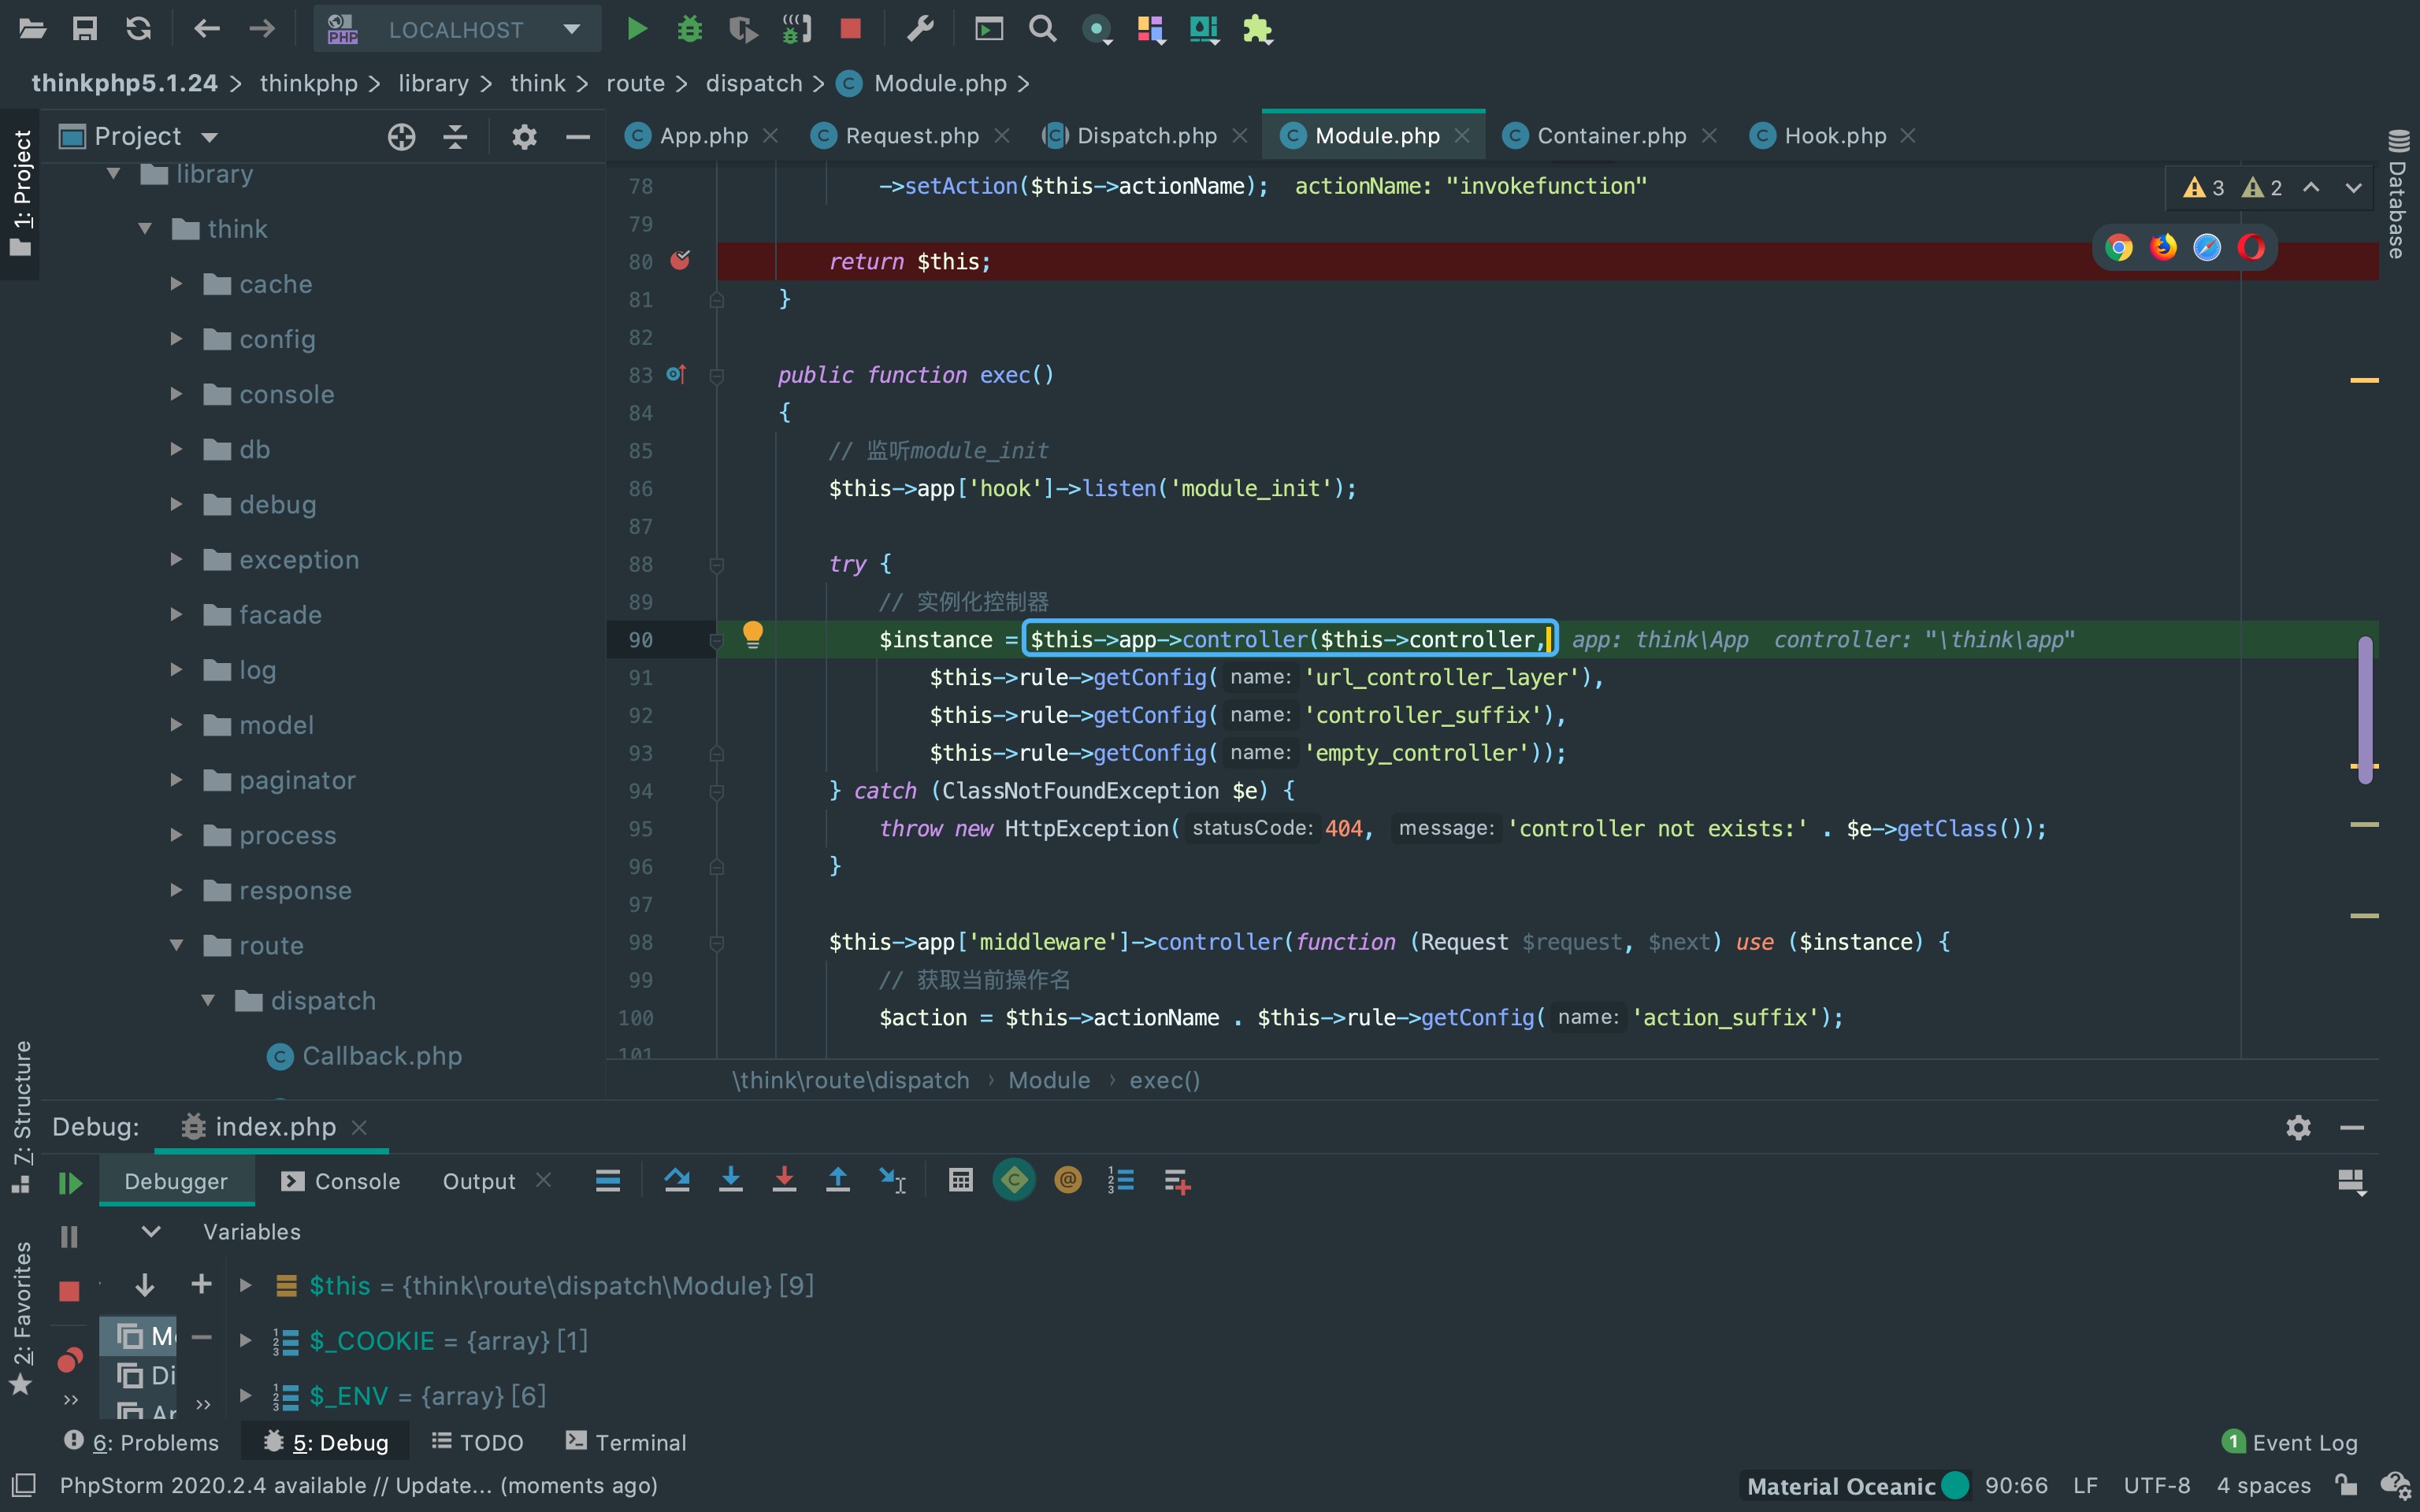 PHP LOCALHOST
thinkphp5.1.24 > thinkphp > library > think > route > dispatch > Module.php >
1: Project
Project
App.php Request.php Dispatch.php Module.php Container.php Hook.php
Database
library
think
cache
config
console
db
debug
exception
facade
log
model
paginator
process
response
route
dispatch
Callback.php
3 2
78 ->setAction($this->actionName); actionName: "invokefunction"
79
80 return $this;
81 }
82
83 public function exec()
84 {
85 // 监听module_init
86 $this->app['hook']->listen('module_init');
87
88 try {
89 // 实例化控制器
90 $instance = $this->app->controller($this->controller, app: think\App controller: "\think\app"
91 $this->rule->getConfig( name: 'url_controller_layer'),
92 $this->rule->getConfig( name: 'controller_suffix'),
93 $this->rule->getConfig( name: 'empty_controller'));
94 } catch (ClassNotFoundException $e) {
95 throw new HttpException( statusCode: 404, message: 'controller not exists:' . $e->getClass());
96 }
97
98 $this->app['middleware']->controller(function (Request $request, $next) use ($instance) {
99 // 获取当前操作名
100 $action = $this->actionName . $this->rule->getConfig( name: 'action_suffix');
101
\think\route\dispatch › Module › exec()
Z: Structure
2: Favorites
Debug: index.php
Debugger Console Output
Variables
$this = {think\route\dispatch\Module} [9]
$_COOKIE = {array} [1]
$_ENV = {array} [6]
Mo
Di
Ar
6: Problems 5: Debug TODO Terminal 1 Event Log
PhpStorm 2020.2.4 available // Update... (moments ago) Material Oceanic 90:66 LF UTF-8 4 spaces